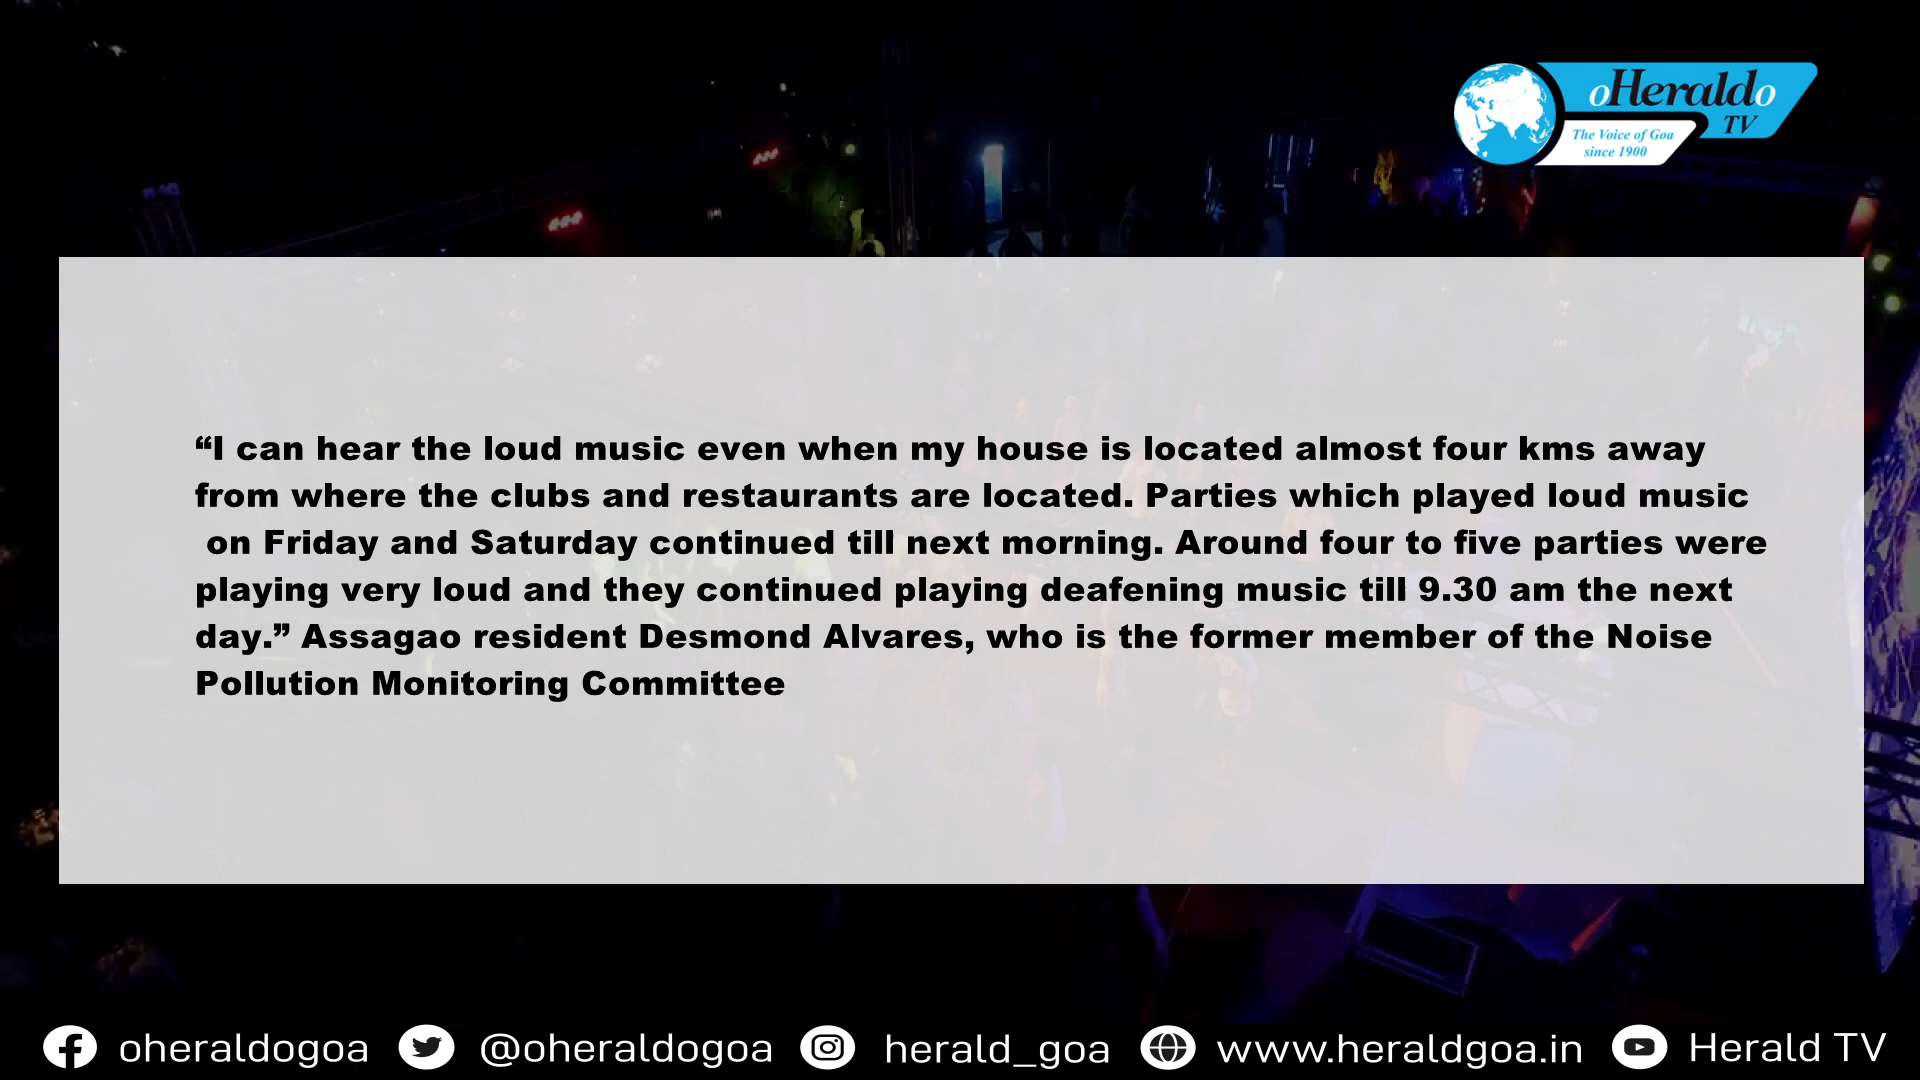 oHeraldo
TV
The Voice of Goa
since 1900
“I can hear the loud music even when my house is located almost four kms away
from where the clubs and restaurants are located. Parties which played loud music
on Friday and Saturday continued till next morning. Around four to five parties were
playing very loud and they continued playing deafening music till 9.30 am the next
day.” Assagao resident Desmond Alvares, who is the former member of the Noise
Pollution Monitoring Committee
oheraldogoa @oheraldogoa herald_goa www.heraldgoa.in Herald TV